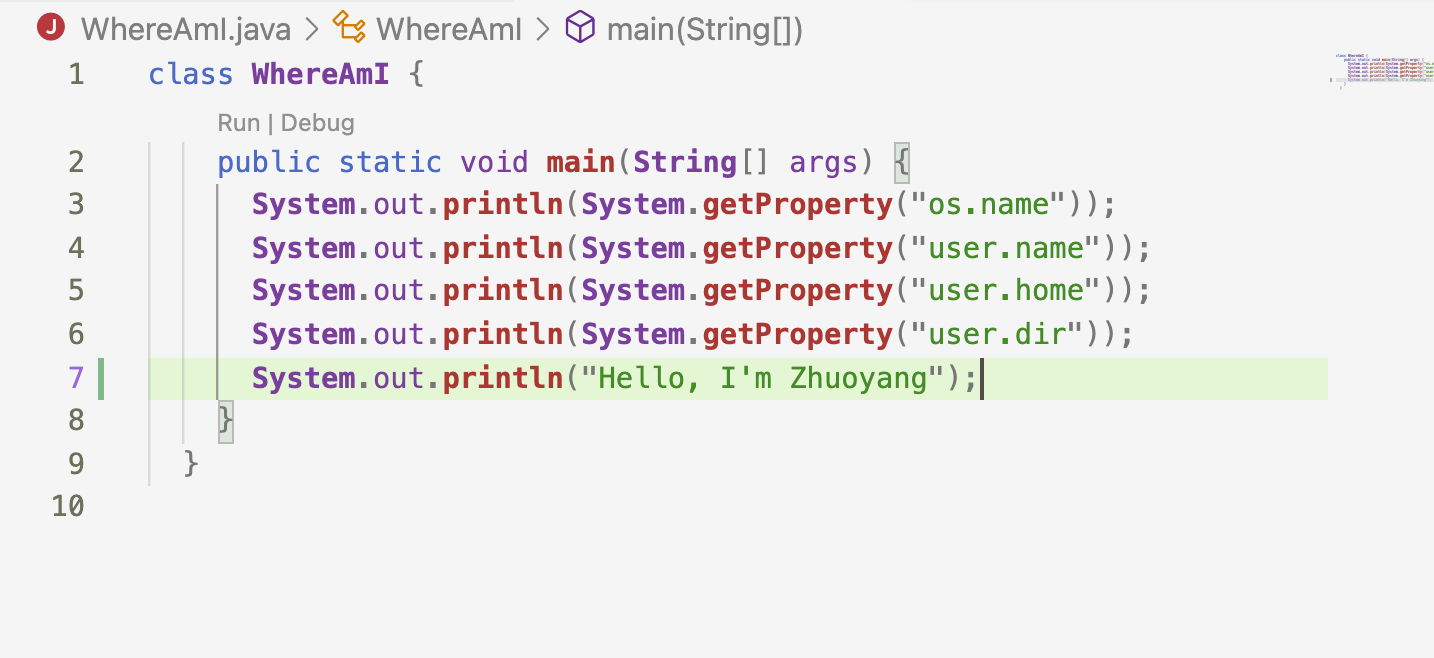 J WhereAmI.java > WhereAmI > main(String[])
1 class WhereAmI {
Run | Debug
2 public static void main(String[] args) {
3 System.out.println(System.getProperty("os.name"));
4 System.out.println(System.getProperty("user.name"));
5 System.out.println(System.getProperty("user.home"));
6 System.out.println(System.getProperty("user.dir"));
7 System.out.println("Hello, I'm Zhuoyang");
8 }
9 }
10